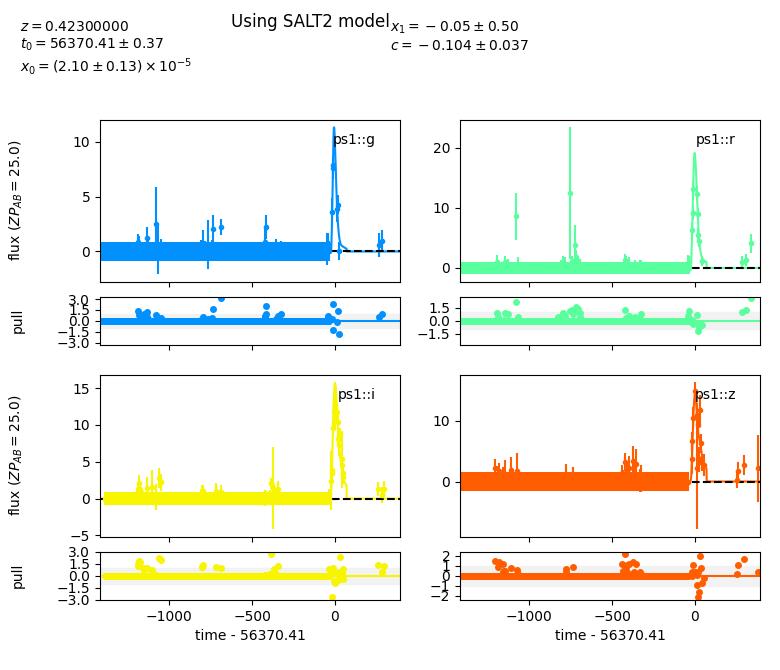 Using SALT2 model
z = 0.42300000
t₀ = 56370.41 ± 0.37
x₀ = (2.10 ± 0.13) × 10⁻⁵
x₁ = −0.05 ± 0.50
c = −0.104 ± 0.037
flux (ZP_AB = 25.0)
10
5
0
ps1::g
20
10
0
ps1::r
pull
3.0
1.5
0.0
−1.5
−3.0
1.5
0.0
−1.5
flux (ZP_AB = 25.0)
15
10
5
0
−5
ps1::i
10
0
ps1::z
pull
3.0
1.5
0.0
−1.5
−3.0
2
1
0
−1
−2
−1000 −500 0
time - 56370.41
−1000 −500 0
time - 56370.41